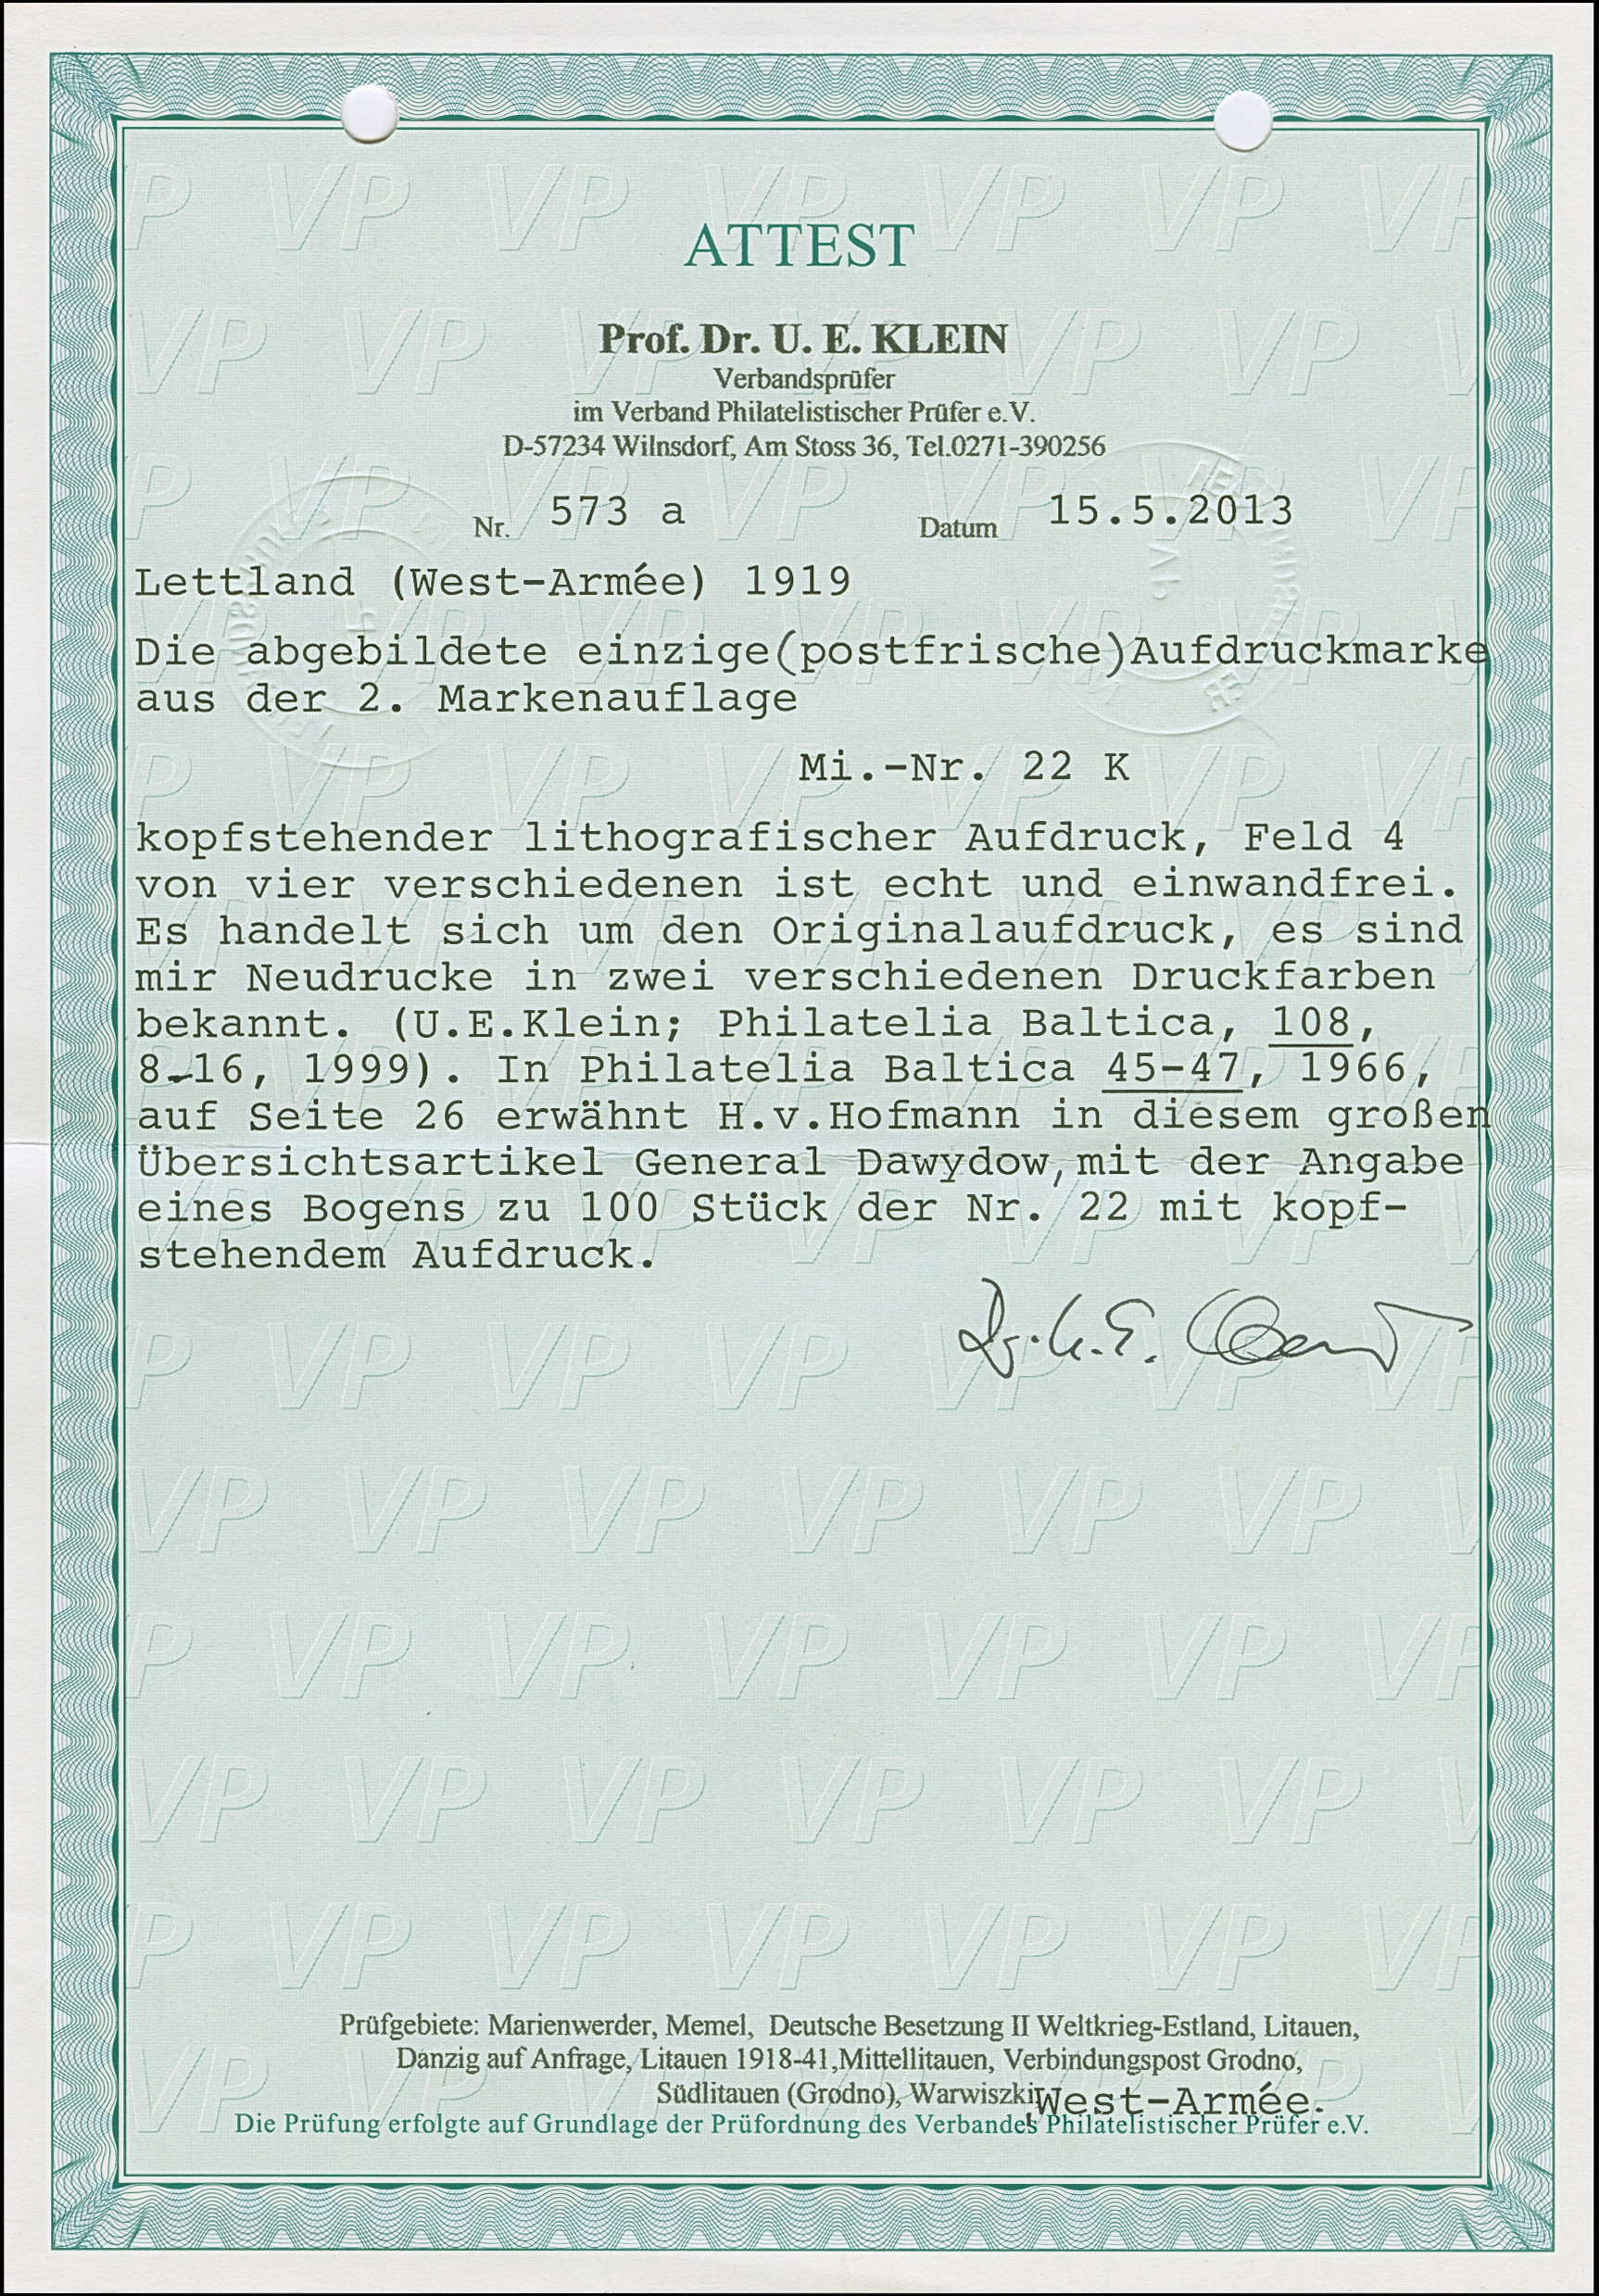 ATTEST
Prof. Dr. U. E. KLEIN
Verbandsprüfer
im Verband Philatelistischer Prüfer e.V.
D-57234 Wilnsdorf, Am Stoss 36, Tel.0271-390256
Nr. 573 a Datum 15.5.2013
Lettland (West-Armée) 1919
Die abgebildete einzige(postfrische)Aufdruckmarke
aus der 2. Markenauflage
Mi.-Nr. 22 K
kopfstehender lithografischer Aufdruck, Feld 4
von vier verschiedenen ist echt und einwandfrei.
Es handelt sich um den Originalaufdruck, es sind
mir Neudrucke in zwei verschiedenen Druckfarben
bekannt. (U.E.Klein; Philatelia Baltica, 108,
8-16, 1999). In Philatelia Baltica 45-47, 1966,
auf Seite 26 erwähnt H.v.Hofmann in diesem großen
Übersichtsartikel General Dawydow, mit der Angabe
eines Bogens zu 100 Stück der Nr. 22 mit kopf-
stehendem Aufdruck.
Dr. U. E. Klein
Prüfgebiete: Marienwerder, Memel, Deutsche Besetzung II Weltkrieg-Estland, Litauen,
Danzig auf Anfrage, Litauen 1918-41,Mittellitauen, Verbindungspost Grodno,
Südlitauen (Grodno), Warwiszki, West-Armée.
Die Prüfung erfolgte auf Grundlage der Prüfordnung des Verbandes Philatelistischer Prüfer e.V.